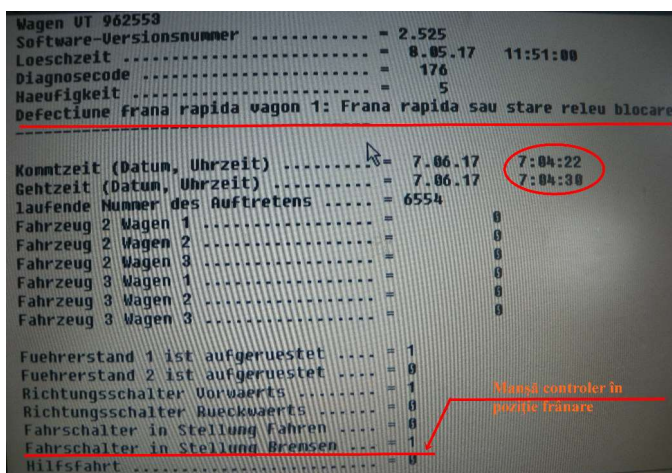 Wagen VT 962553
Software-Versionsnummer ............ = 2.525
Loeschzeit ......................... = 8.05.17 11:51:00
Diagnosecode ....................... = 176
Haeufigkeit ........................ = 5
Defectiune frana rapida vagon 1: Frana rapida sau stare releu blocare
Kommtzeit (Datum, Uhrzeit) ......... = 7.06.17 7:04:22
Gehtzeit (Datum, Uhrzeit) .......... = 7.06.17 7:04:30
laufende Nummer des Auftretens ..... = 6554
Fahrzeug 2 Wagen 1 ................. = 0
Fahrzeug 2 Wagen 2 ................. = 0
Fahrzeug 2 Wagen 3 ................. = 0
Fahrzeug 3 Wagen 1 ................. = 0
Fahrzeug 3 Wagen 2 ................. = 0
Fahrzeug 3 Wagen 3 ................. = 0
Fuehrerstand 1 ist aufgeruestet .... = 1
Fuehrerstand 2 ist aufgeruestet .... = 0
Richtungsschalter Vorwaerts ........ = 1
Richtungsschalter Rueckwaerts ...... = 0
Fahrschalter in Stellung Fahren .... = 0
Fahrschalter in Stellung Bremsen ... = 1
Hilfsfahrt ......................... = 0
Manșă controler în
poziție frânare